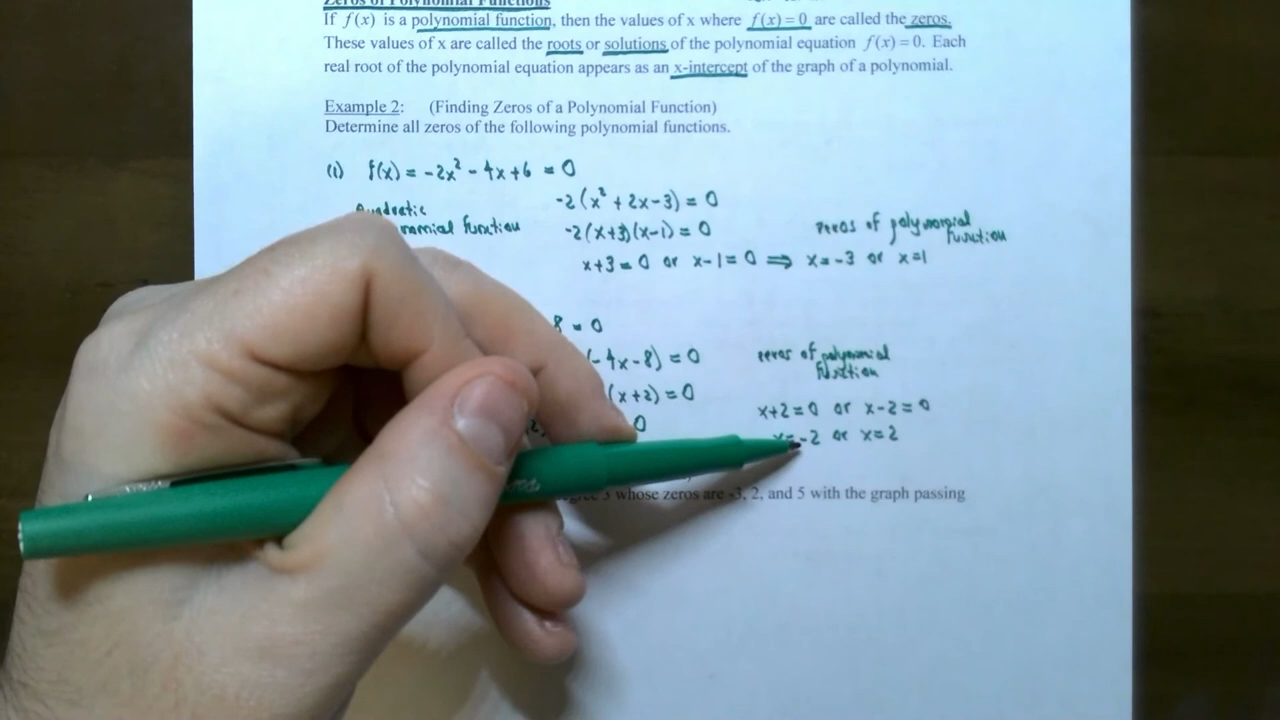 Zeros of Polynomial Functions
If f(x) is a polynomial function, then the values of x where f(x) = 0 are called the zeros.
These values of x are called the roots or solutions of the polynomial equation f(x) = 0. Each
real root of the polynomial equation appears as an x-intercept of the graph of a polynomial.
Example 2: (Finding Zeros of a Polynomial Function)
Determine all zeros of the following polynomial functions.
(1) f(x) = -2x² - 4x + 6 = 0
-2(x² + 2x - 3) = 0
Quadratic
function
-2(x+3)(x-1) = 0
zeros of polynomial
function
x+3 = 0 or x-1 = 0 ⇒ x = -3 or x = 1
8 = 0
-4x-8) = 0
zeros of polynomial
function
(x+2) = 0
x+2 = 0 or x-2 = 0
0
x = -2 or x = 2
3 whose zeros are -3, 2, and 5 with the graph passing